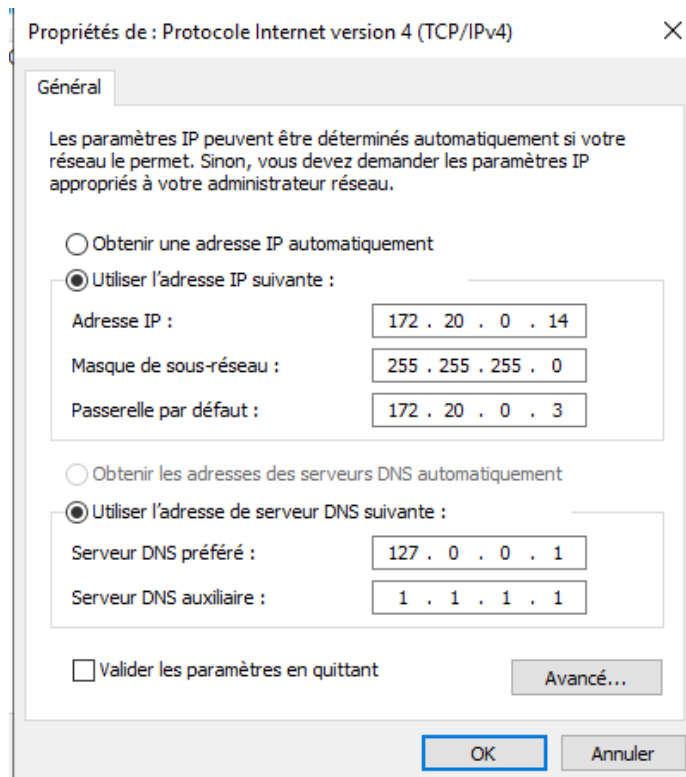 Propriétés de : Protocole Internet version 4 (TCP/IPv4)
Général
Les paramètres IP peuvent être déterminés automatiquement si votre
réseau le permet. Sinon, vous devez demander les paramètres IP
appropriés à votre administrateur réseau.
Obtenir une adresse IP automatiquement
Utiliser l'adresse IP suivante :
Adresse IP : 172 . 20 . 0 . 14
Masque de sous-réseau : 255 . 255 . 255 . 0
Passerelle par défaut : 172 . 20 . 0 . 3
Obtenir les adresses des serveurs DNS automatiquement
Utiliser l'adresse de serveur DNS suivante :
Serveur DNS préféré : 127 . 0 . 0 . 1
Serveur DNS auxiliaire : 1 . 1 . 1 . 1
Valider les paramètres en quittant
Avancé...
OK Annuler